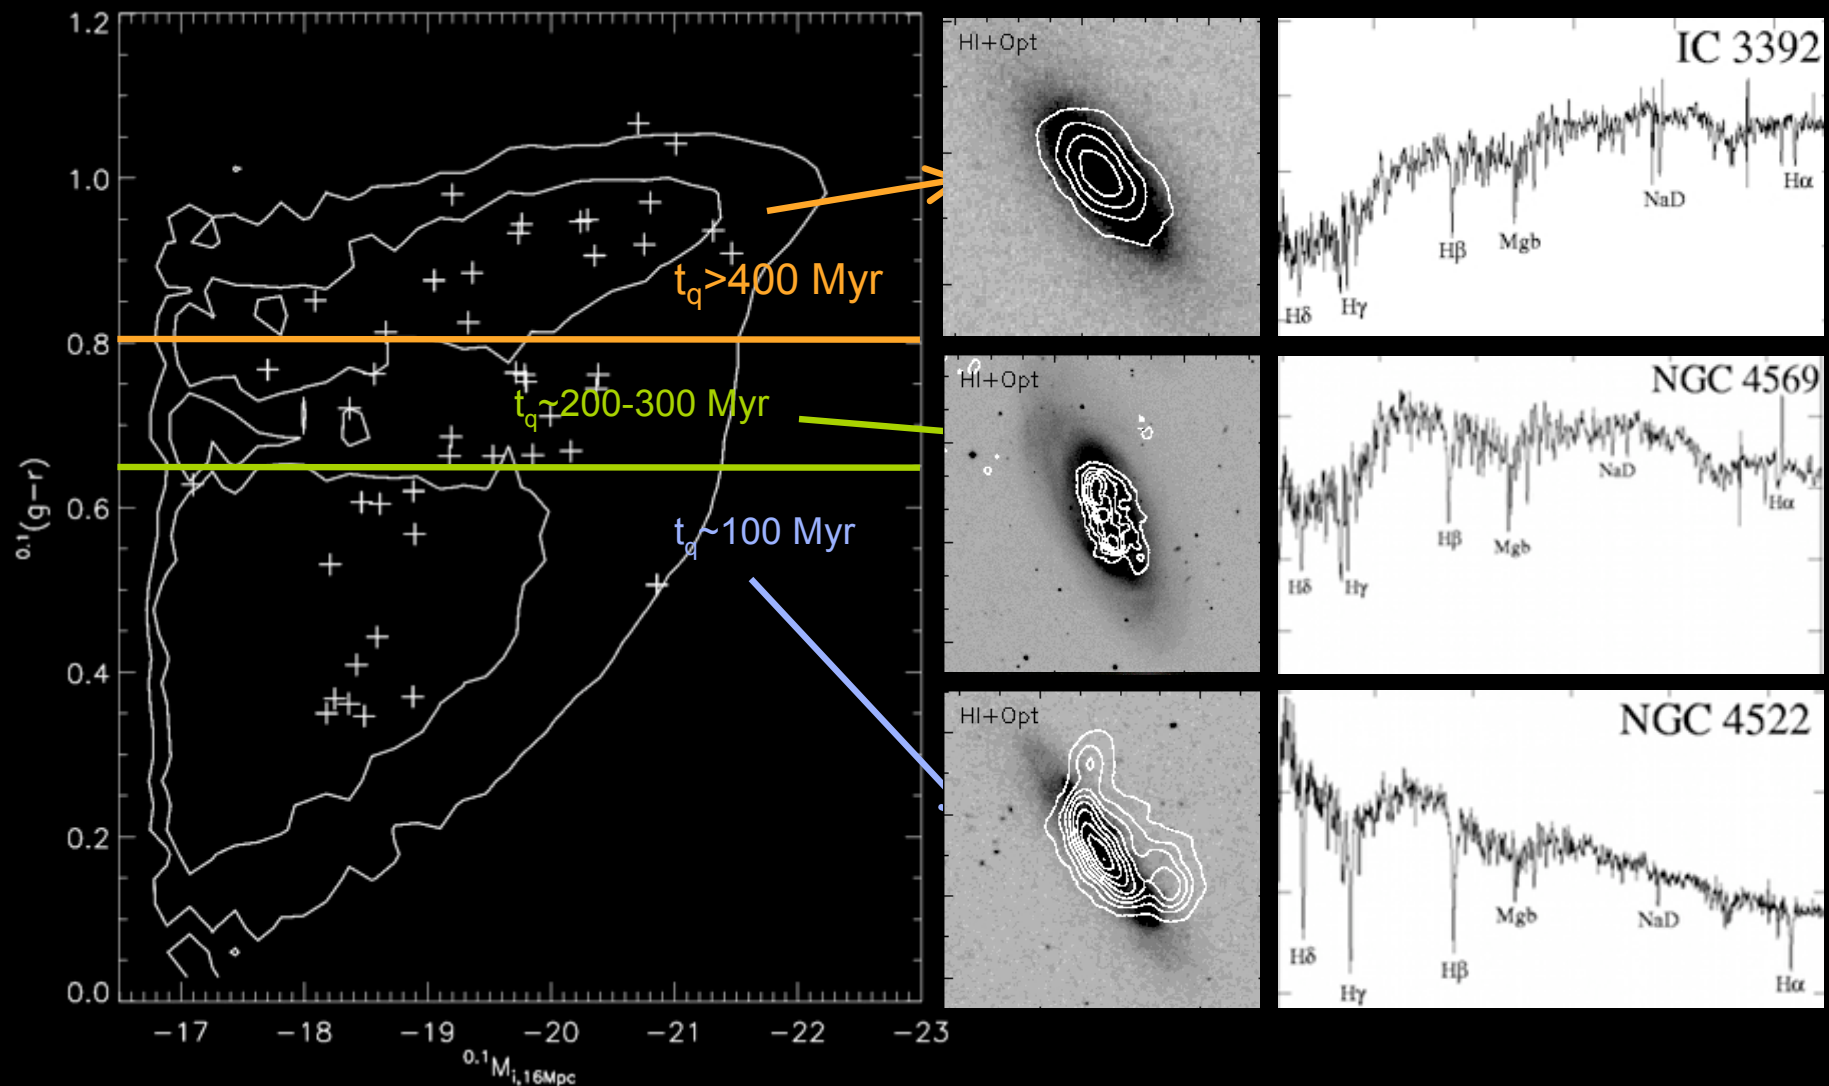 1.2
1.0
0.8
0.6
0.4
0.2
0.0
0.1(g−r)
−17
−18
−19
−20
−21
−22
−23
0.1Mi,16Mpc
tq>400 Myr
tq~200-300 Myr
tq~100 Myr
HI+Opt
IC 3392
Hδ
Hγ
Hβ
Mgb
NaD
Hα
HI+Opt
NGC 4569
Hδ
Hγ
Hβ
Mgb
NaD
Hα
HI+Opt
NGC 4522
Hδ
Hγ
Hβ
Mgb
NaD
Hα